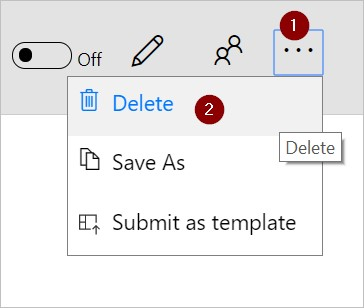 1
Off
...
Delete
2
Delete
Save As
Submit as template